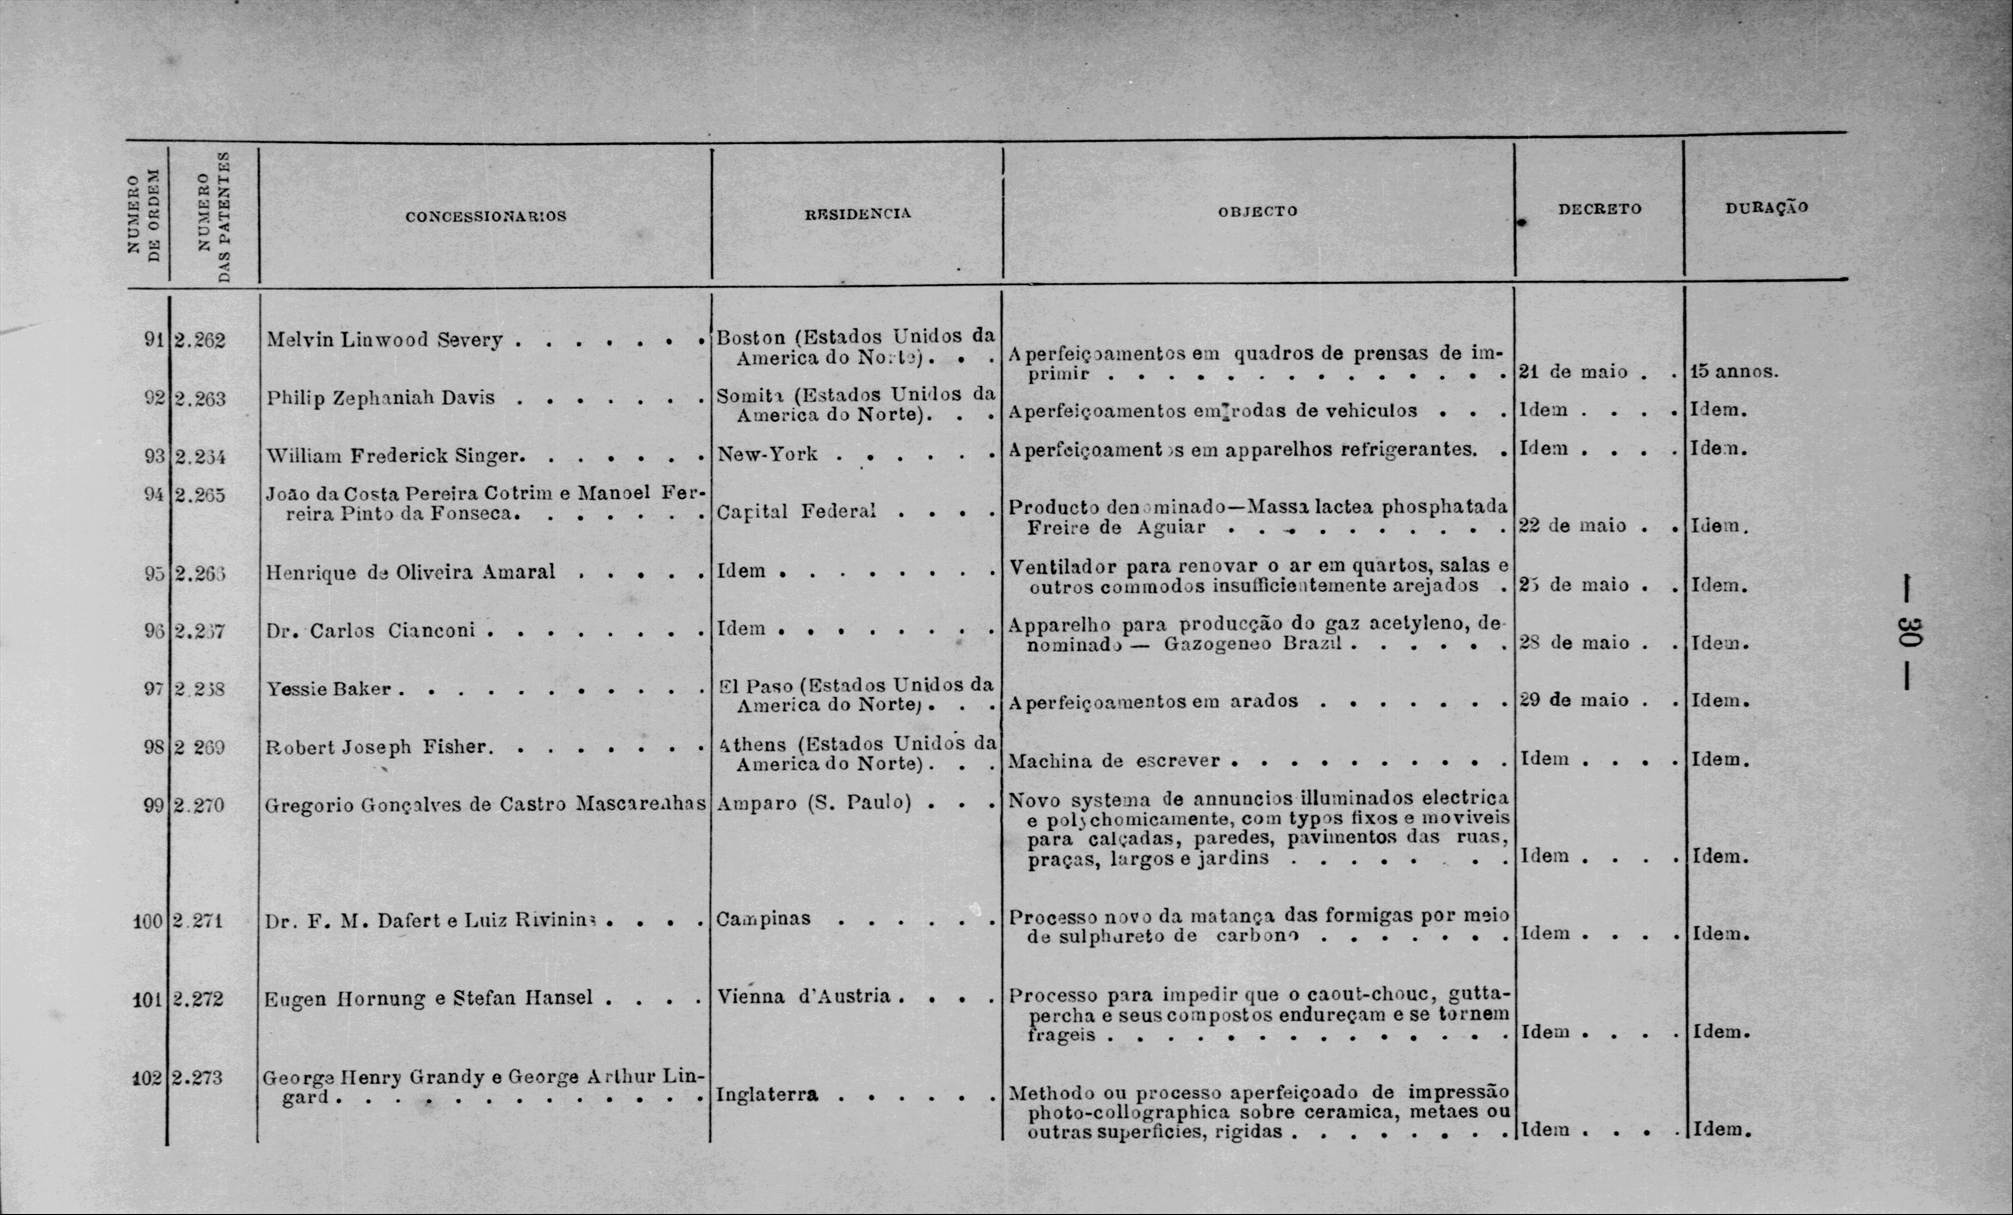 NUMERO DE ORDEM | NUMERO DAS PATENTES | CONCESSIONARIOS | RESIDENCIA | OBJECTO | DECRETO | DURAÇÃO
91 | 2.262 | Melvin Linwood Severy . . . . . . . | Boston (Estados Unidos da
America do Norte) . . . | Aperfeiçoamentos em quadros de prensas de im-
primir . . . . . . . . . . . . . . | 21 de maio . . | 15 annos.
92 | 2.263 | Philip Zephaniah Davis . . . . . . . | Somita (Estados Unidos da
America do Norte) . . . | Aperfeiçoamentos em rodas de vehiculos . . . | Idem . . . . | Idem.
93 | 2.264 | William Frederick Singer. . . . . . . | New-York . . . . . . | Aperfeiçoamentos em apparelhos refrigerantes. . | Idem . . . . | Idem.
94 | 2.265 | João da Costa Pereira Cotrim e Manoel Fer-
reira Pinto da Fonseca. . . . . . . | Capital Federal . . . . | Producto denominado—Massa lactea phosphatada
Freire de Aguiar . . . . . . . . . . | 22 de maio . . | Idem.
95 | 2.266 | Henrique de Oliveira Amaral . . . . . | Idem . . . . . . . . | Ventilador para renovar o ar em quartos, salas e
outros commodos insufficientemente arejados . | 25 de maio . . | Idem.
96 | 2.267 | Dr. Carlos Cianconi . . . . . . . . | Idem . . . . . . . . | Apparelho para producção do gaz acetyleno, de-
nominado — Gazogeneo Brazil . . . . . . | 28 de maio . . | Idem.
97 | 2.268 | Yessie Baker . . . . . . . . . . . | El Paso (Estados Unidos da
America do Norte) . . . | Aperfeiçoamentos em arados . . . . . . . | 29 de maio . . | Idem.
98 | 2 269 | Robert Joseph Fisher. . . . . . . . | Athens (Estados Unidos da
America do Norte) . . . | Machina de escrever . . . . . . . . . . | Idem . . . . | Idem.
99 | 2.270 | Gregorio Gonçalves de Castro Mascarenhas | Amparo (S. Paulo) . . . | Novo systema de annuncios illuminados electrica
e polychomicamente, com typos fixos e moviveis
para calçadas, paredes, pavimentos das ruas,
praças, largos e jardins . . . . . . . . | Idem . . . . | Idem.
100 | 2.271 | Dr. F. M. Dafert e Luiz Rivinins . . . . | Campinas . . . . . . | Processo novo da matança das formigas por meio
de sulphureto de carbono . . . . . . . | Idem . . . . | Idem.
101 | 2.272 | Eugen Hornung e Stefan Hansel . . . . | Vienna d'Austria . . . . | Processo para impedir que o caout-chouc, gutta-
percha e seus compostos endureçam e se tornem
frageis . . . . . . . . . . . . . . | Idem . . . . | Idem.
102 | 2.273 | George Henry Grandy e George Arthur Lin-
gard . . . . . . . . . . . . . | Inglaterra . . . . . . | Methodo ou processo aperfeiçoado de impressão
photo-collographica sobre ceramica, metaes ou
outras superficies, rigidas . . . . . . . . | Idem . . . . | Idem.
— 30 —